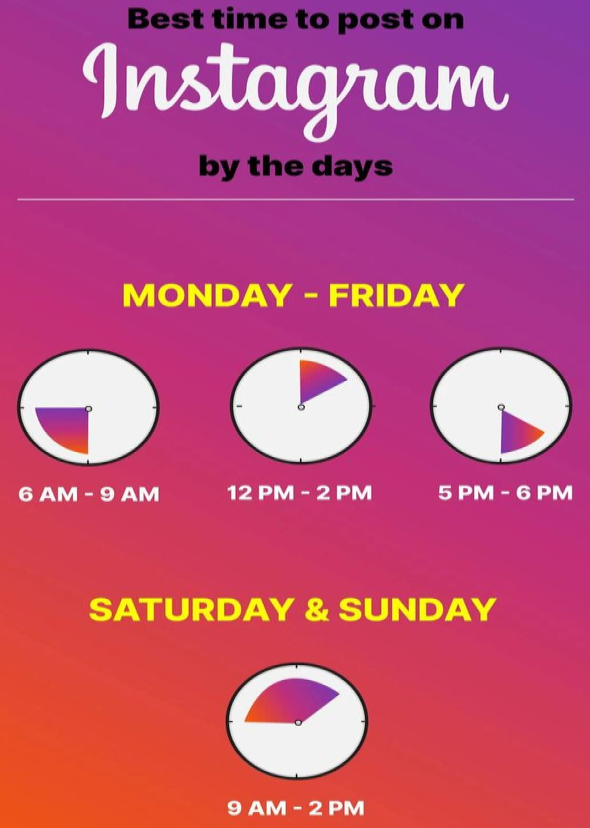 Best time to post on
Instagram
by the days
MONDAY - FRIDAY
6 AM - 9 AM
12 PM - 2 PM
5 PM - 6 PM
SATURDAY & SUNDAY
9 AM - 2 PM